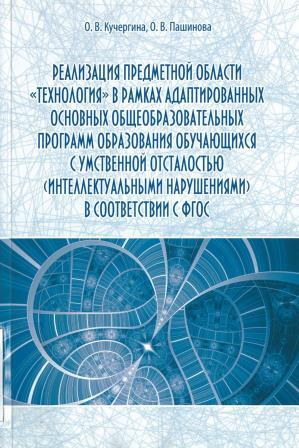 О. В. Кучергина, О. В. Пашинова
РЕАЛИЗАЦИЯ ПРЕДМЕТНОЙ ОБЛАСТИ
«ТЕХНОЛОГИЯ» В РАМКАХ АДАПТИРОВАННЫХ
ОСНОВНЫХ ОБЩЕОБРАЗОВАТЕЛЬНЫХ
ПРОГРАММ ОБРАЗОВАНИЯ ОБУЧАЮЩИХСЯ
С УМСТВЕННОЙ ОТСТАЛОСТЬЮ
(ИНТЕЛЛЕКТУАЛЬНЫМИ НАРУШЕНИЯМИ)
В СООТВЕТСТВИИ С ФГОС